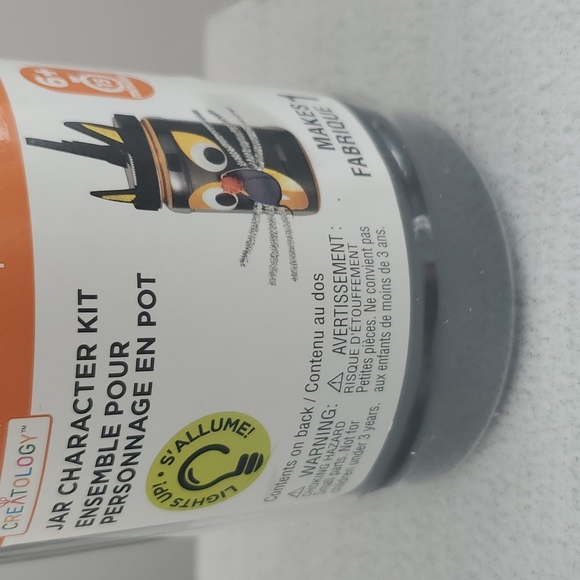 CREATOLOGY™
JAR CHARACTER KIT
ENSEMBLE POUR
PERSONNAGE EN POT
6+
15
S'ALLUME!
LIGHTS UP!
MAKES 1
FABRIQUE
Contents on back / Contenu au dos
⚠ WARNING:
CHOKING HAZARD
Small parts. Not for
children under 3 years.
⚠ AVERTISSEMENT :
RISQUE D'ÉTOUFFEMENT
Petites pièces. Ne convient pas
aux enfants de moins de 3 ans.